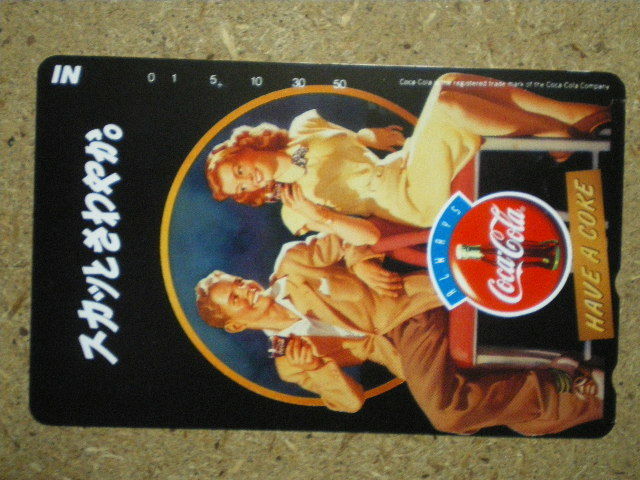 IN
0 1 5 10 30 50
Coca-Cola is the registered trade mark of the Coca-Cola Company
スカッとさわやか。
ALWAYS
Coca-Cola
HAVE A COKE